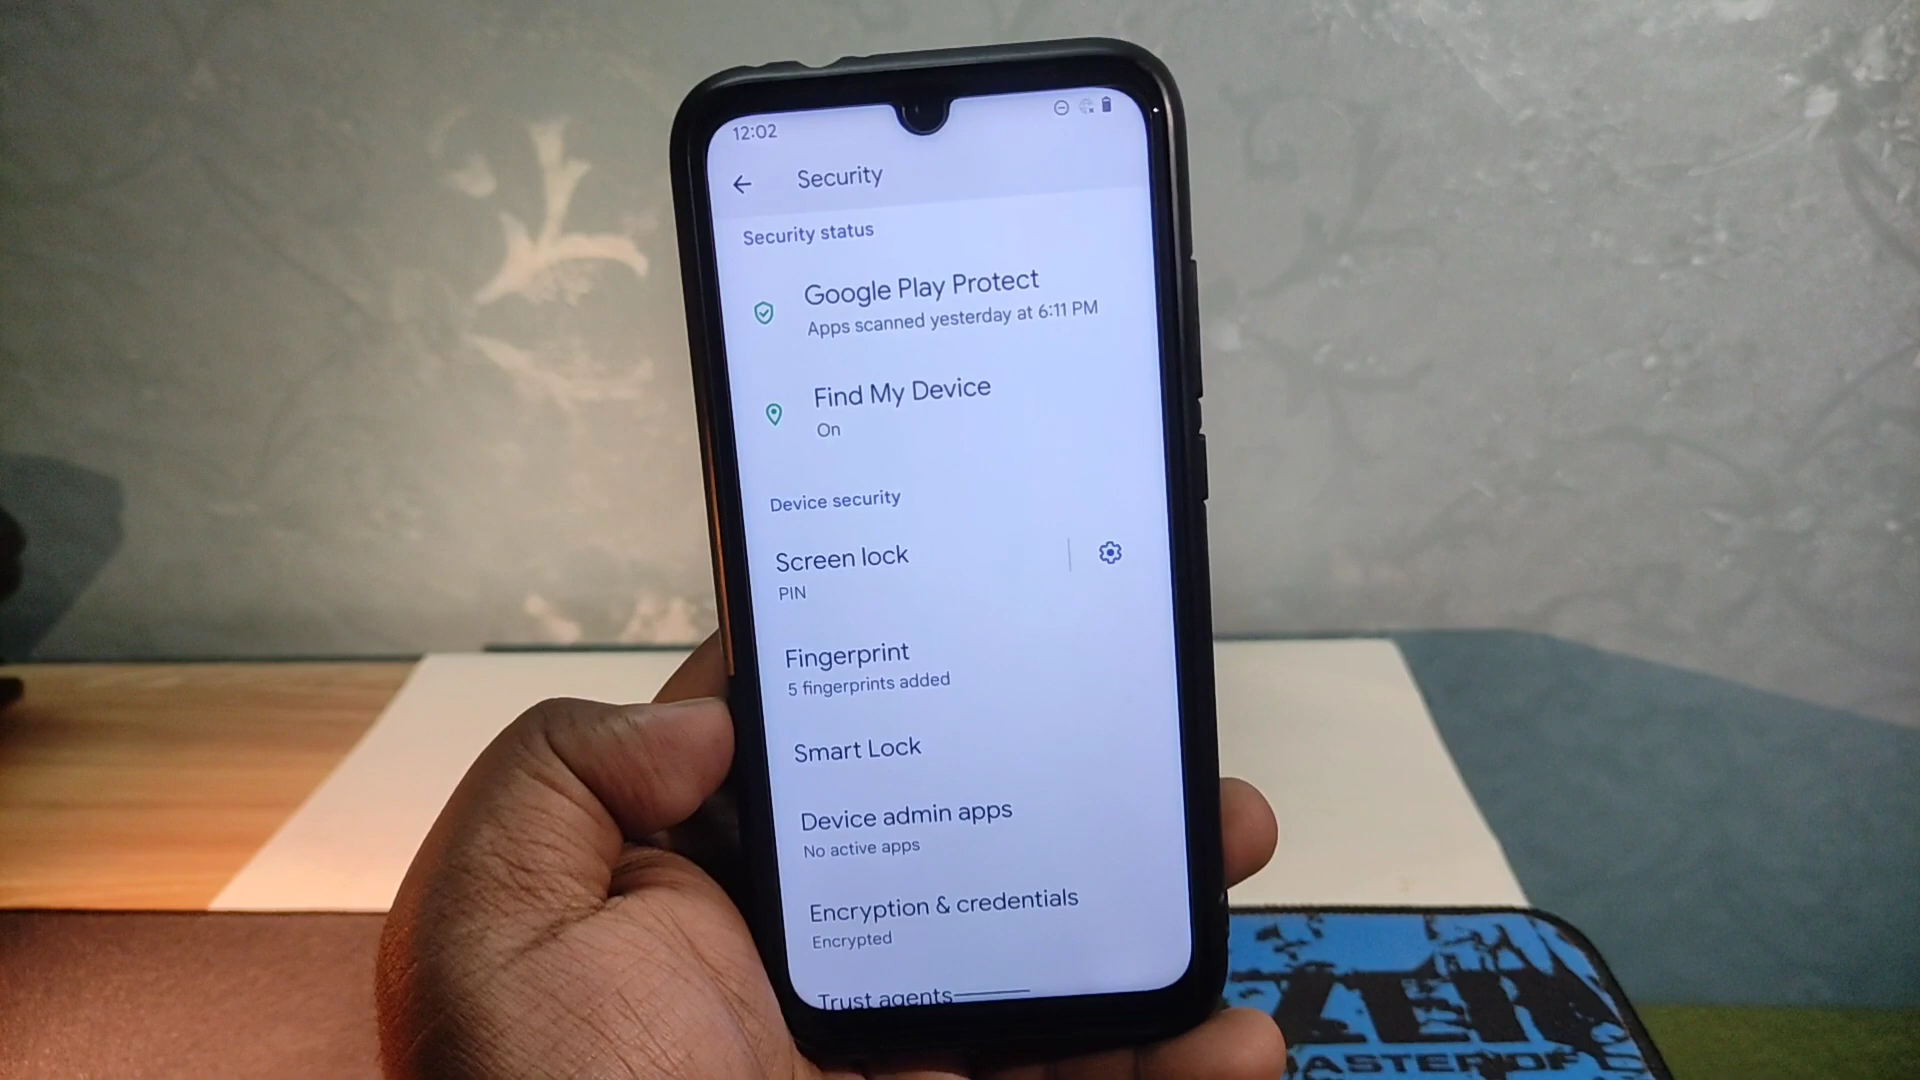 12:02
Security
Security status
Google Play Protect
Apps scanned yesterday at 6:11 PM
Find My Device
On
Device security
Screen lock
PIN
Fingerprint
5 fingerprints added
Smart Lock
Device admin apps
No active apps
Encryption & credentials
Encrypted
Trust agents
ASTER OF